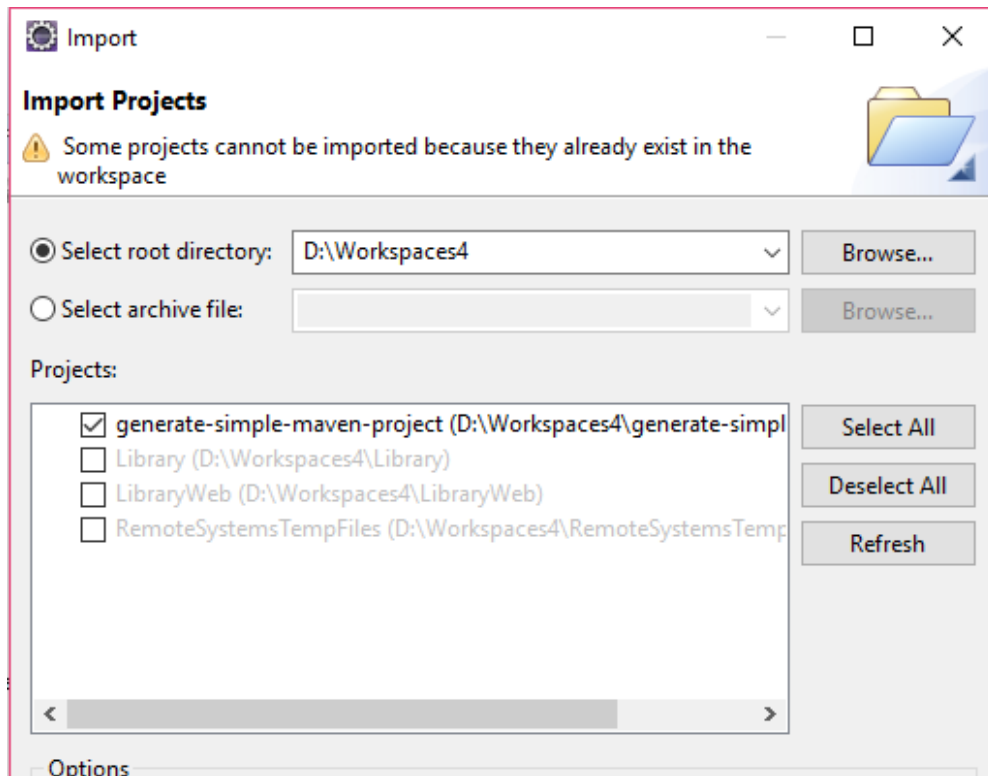 Import
Import Projects
Some projects cannot be imported because they already exist in the
workspace
Select root directory: D:\Workspaces4 Browse...
Select archive file: Browse...
Projects:
generate-simple-maven-project (D:\Workspaces4\generate-simpl Select All
Library (D:\Workspaces4\Library)
LibraryWeb (D:\Workspaces4\LibraryWeb) Deselect All
RemoteSystemsTempFiles (D:\Workspaces4\RemoteSystemsTemp Refresh
Options